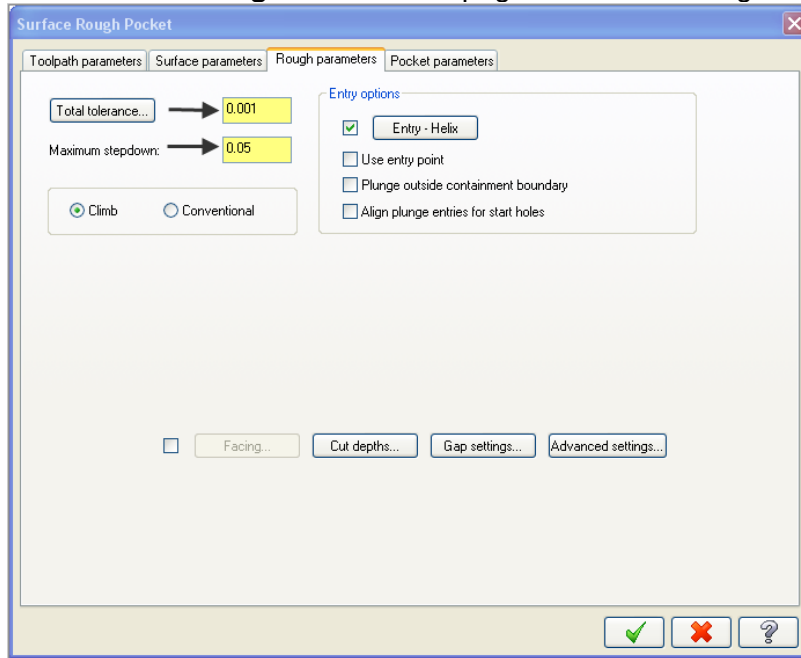 Surface Rough Pocket
Toolpath parameters Surface parameters Rough parameters Pocket parameters
Total tolerance... 0.001
Maximum stepdown: 0.05
Climb Conventional
Entry options
Entry - Helix
Use entry point
Plunge outside containment boundary
Align plunge entries for start holes
Facing... Cut depths... Gap settings... Advanced settings...